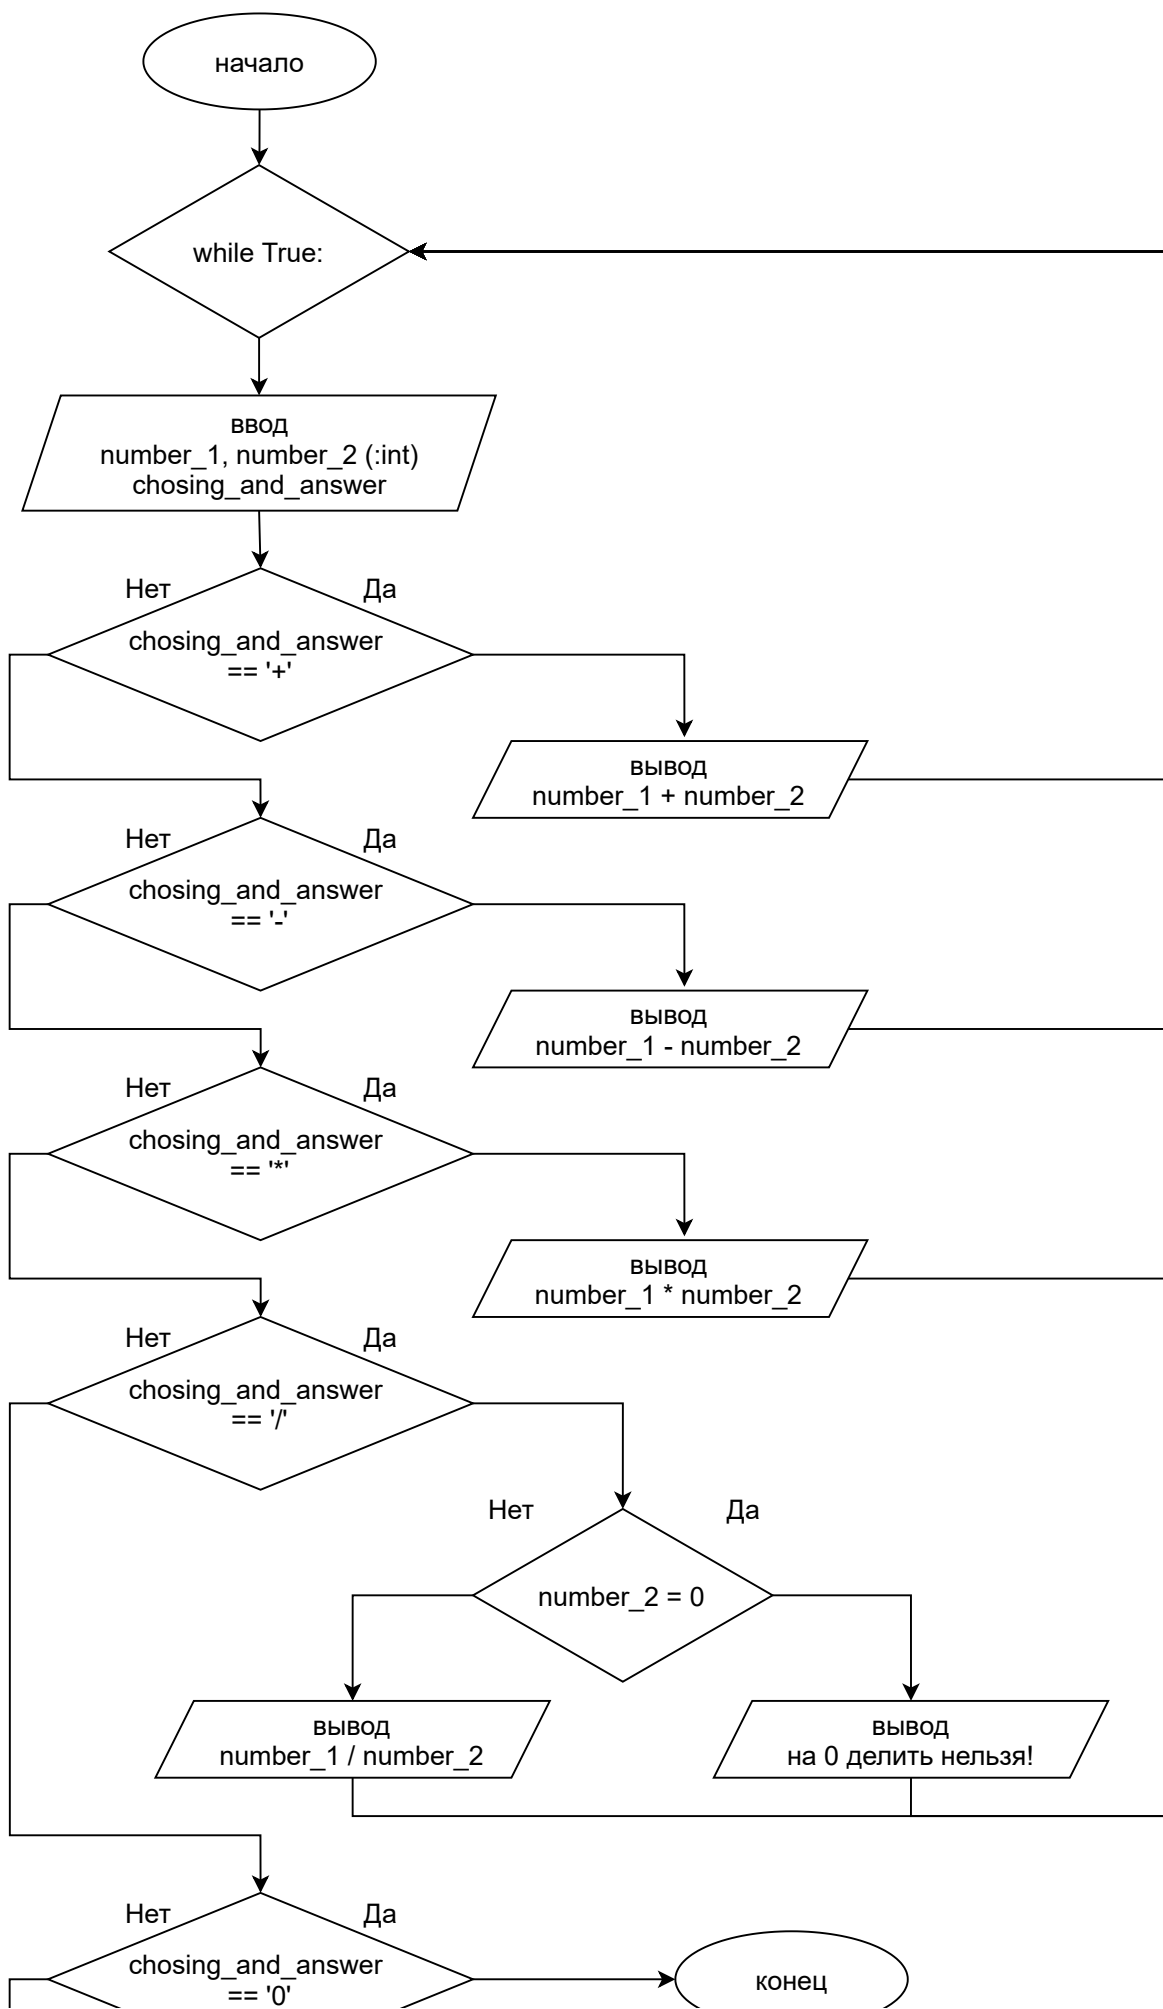 начало
while True:
ввод
number_1, number_2 (:int)
chosing_and_answer
Нет
Да
chosing_and_answer
== '+'
вывод
number_1 + number_2
Нет
Да
chosing_and_answer
== '-'
вывод
number_1 - number_2
Нет
Да
chosing_and_answer
== '*'
вывод
number_1 * number_2
Нет
Да
chosing_and_answer
== '/'
Нет
Да
number_2 = 0
вывод
number_1 / number_2
вывод
на 0 делить нельзя!
Нет
Да
chosing_and_answer
== '0'
конец